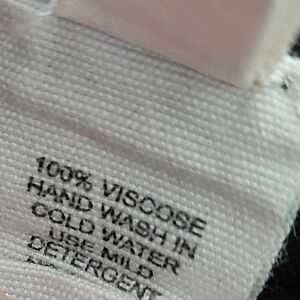 100% VISCOSE
HAND WASH IN
COLD WATER
USE MILD
DETERGENT